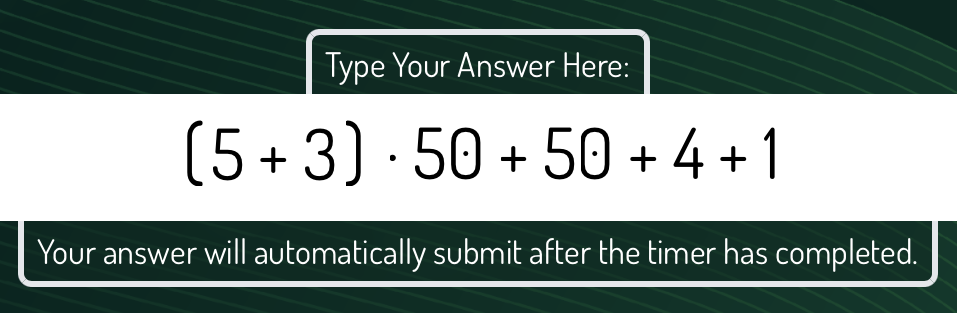 Type Your Answer Here:
(5 + 3) · 50 + 50 + 4 + 1
Your answer will automatically submit after the timer has completed.